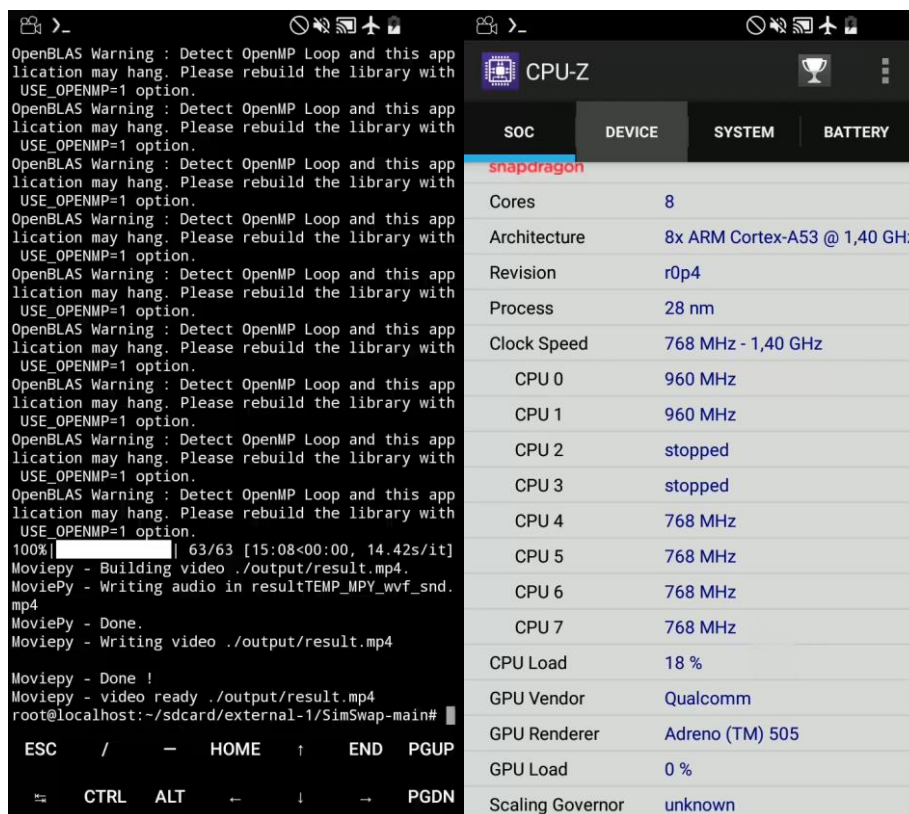 OpenBLAS Warning : Detect OpenMP Loop and this app
lication may hang. Please rebuild the library with
USE_OPENMP=1 option.
OpenBLAS Warning : Detect OpenMP Loop and this app
lication may hang. Please rebuild the library with
USE_OPENMP=1 option.
OpenBLAS Warning : Detect OpenMP Loop and this app
lication may hang. Please rebuild the library with
USE_OPENMP=1 option.
OpenBLAS Warning : Detect OpenMP Loop and this app
lication may hang. Please rebuild the library with
USE_OPENMP=1 option.
OpenBLAS Warning : Detect OpenMP Loop and this app
lication may hang. Please rebuild the library with
USE_OPENMP=1 option.
OpenBLAS Warning : Detect OpenMP Loop and this app
lication may hang. Please rebuild the library with
USE_OPENMP=1 option.
OpenBLAS Warning : Detect OpenMP Loop and this app
lication may hang. Please rebuild the library with
USE_OPENMP=1 option.
OpenBLAS Warning : Detect OpenMP Loop and this app
lication may hang. Please rebuild the library with
USE_OPENMP=1 option.
OpenBLAS Warning : Detect OpenMP Loop and this app
lication may hang. Please rebuild the library with
USE_OPENMP=1 option.
100%| | 63/63 [15:08<00:00, 14.42s/it]
Moviepy - Building video ./output/result.mp4.
MoviePy - Writing audio in resultTEMP_MPY_wvf_snd.
mp4
MoviePy - Done.
Moviepy - Writing video ./output/result.mp4
Moviepy - Done !
Moviepy - video ready ./output/result.mp4
root@localhost:~/sdcard/external-1/SimSwap-main#
ESC / — HOME ↑ END PGUP
↹ CTRL ALT ← ↓ → PGDN
CPU-Z
SOC DEVICE SYSTEM BATTERY
snapdragon
Cores 8
Architecture 8x ARM Cortex-A53 @ 1,40 GHz
Revision r0p4
Process 28 nm
Clock Speed 768 MHz - 1,40 GHz
CPU 0 960 MHz
CPU 1 960 MHz
CPU 2 stopped
CPU 3 stopped
CPU 4 768 MHz
CPU 5 768 MHz
CPU 6 768 MHz
CPU 7 768 MHz
CPU Load 18 %
GPU Vendor Qualcomm
GPU Renderer Adreno (TM) 505
GPU Load 0 %
Scaling Governor unknown